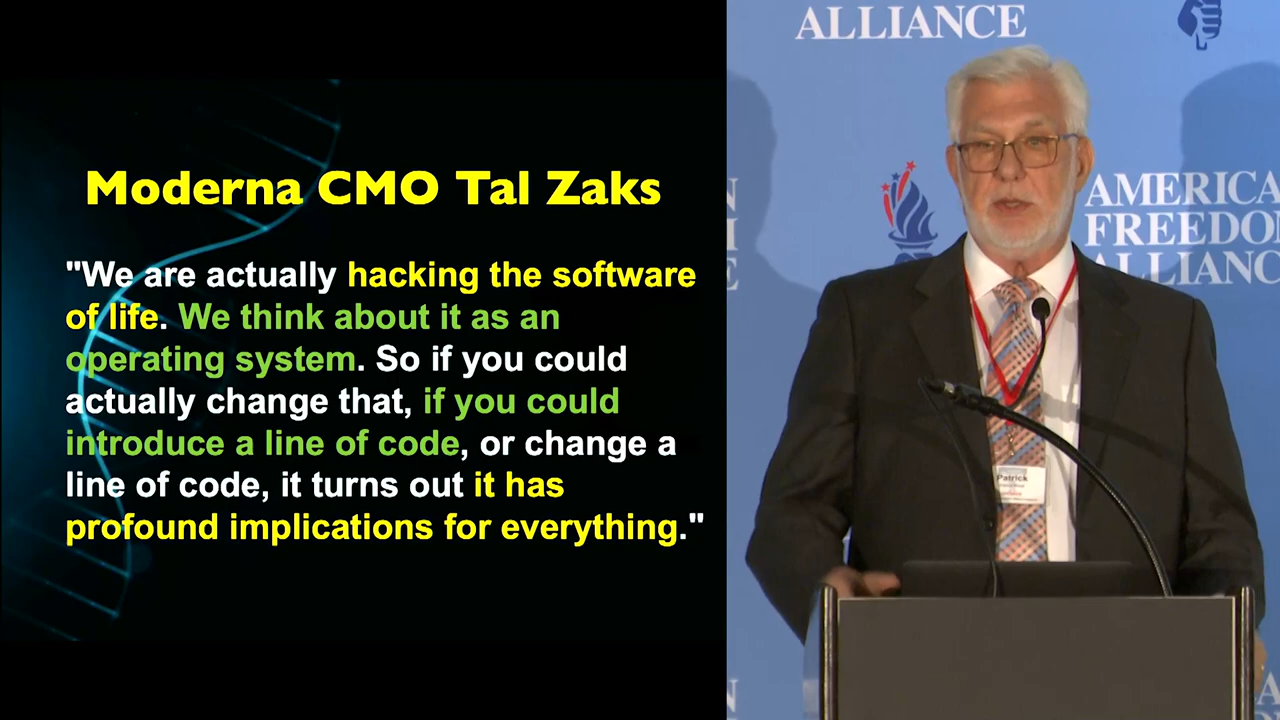 Moderna CMO Tal Zaks
"We are actually hacking the software
of life. We think about it as an
operating system. So if you could
actually change that, if you could
introduce a line of code, or change a
line of code, it turns out it has
profound implications for everything."
ALLIANCE
AMERICA
FREEDO
ALLIANC
Patrick